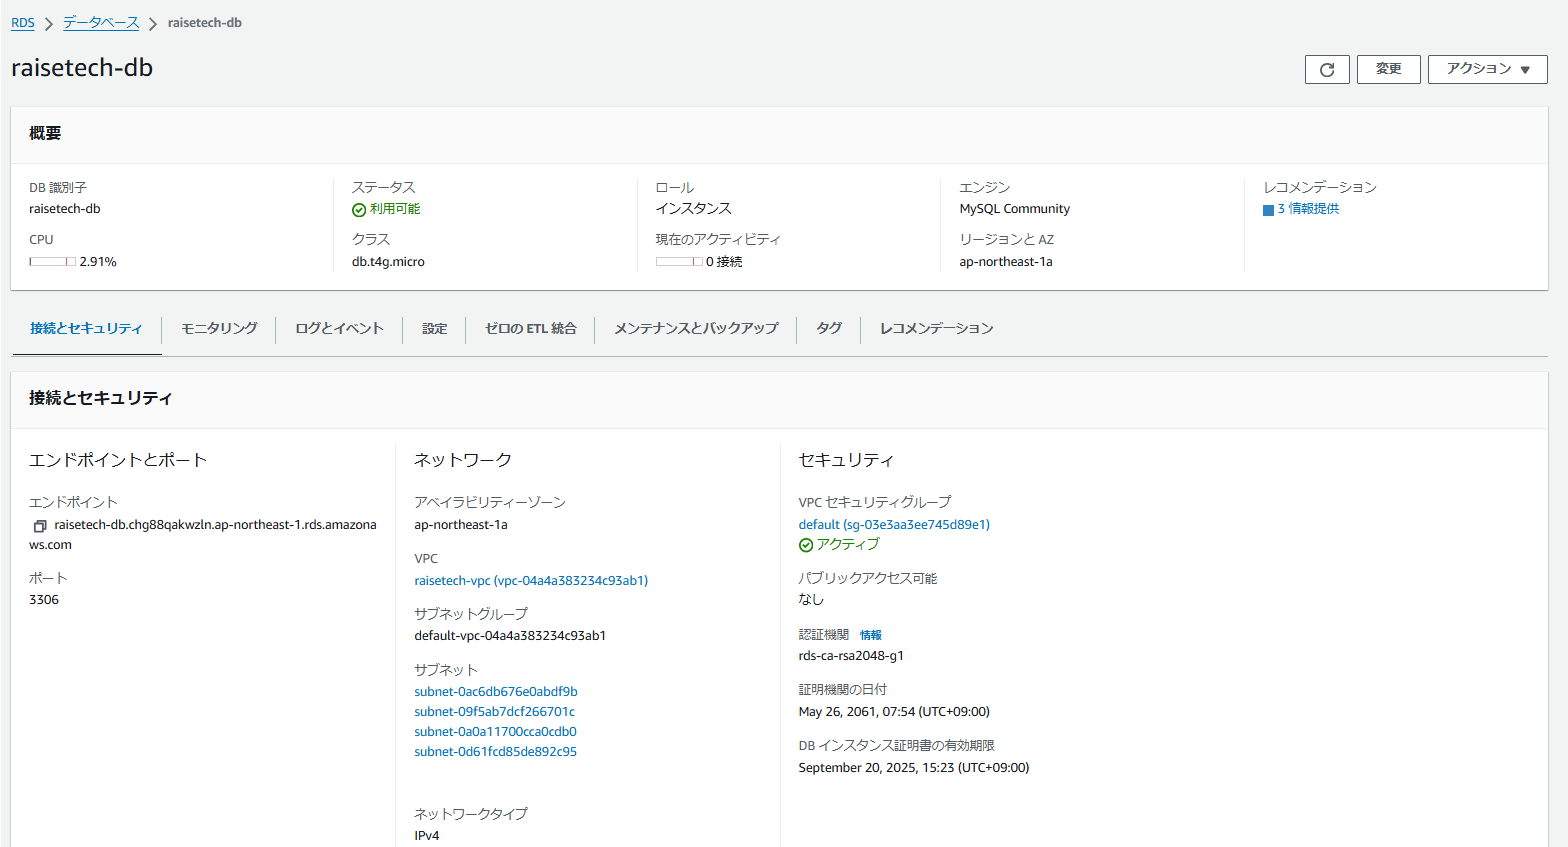 RDS > データベース > raisetech-db
raisetech-db
変更
アクション ▼
概要
DB 識別子
raisetech-db
CPU
2.91%
ステータス
利用可能
クラス
db.t4g.micro
ロール
インスタンス
現在のアクティビティ
0 接続
エンジン
MySQL Community
リージョンと AZ
ap-northeast-1a
レコメンデーション
3 情報提供
接続とセキュリティ
モニタリング
ログとイベント
設定
ゼロの ETL 統合
メンテナンスとバックアップ
タグ
レコメンデーション
接続とセキュリティ
エンドポイントとポート
エンドポイント
raisetech-db.chg88qakwzln.ap-northeast-1.rds.amazona
ws.com
ポート
3306
ネットワーク
アベイラビリティーゾーン
ap-northeast-1a
VPC
raisetech-vpc (vpc-04a4a383234c93ab1)
サブネットグループ
default-vpc-04a4a383234c93ab1
サブネット
subnet-0ac6db676e0abdf9b
subnet-09f5ab7dcf266701c
subnet-0a0a11700cca0cdb0
subnet-0d61fcd85de892c95
ネットワークタイプ
IPv4
セキュリティ
VPC セキュリティグループ
default (sg-03e3aa3ee745d89e1)
アクティブ
パブリックアクセス可能
なし
認証機関 情報
rds-ca-rsa2048-g1
証明機関の日付
May 26, 2061, 07:54 (UTC+09:00)
DB インスタンス証明書の有効期限
September 20, 2025, 15:23 (UTC+09:00)